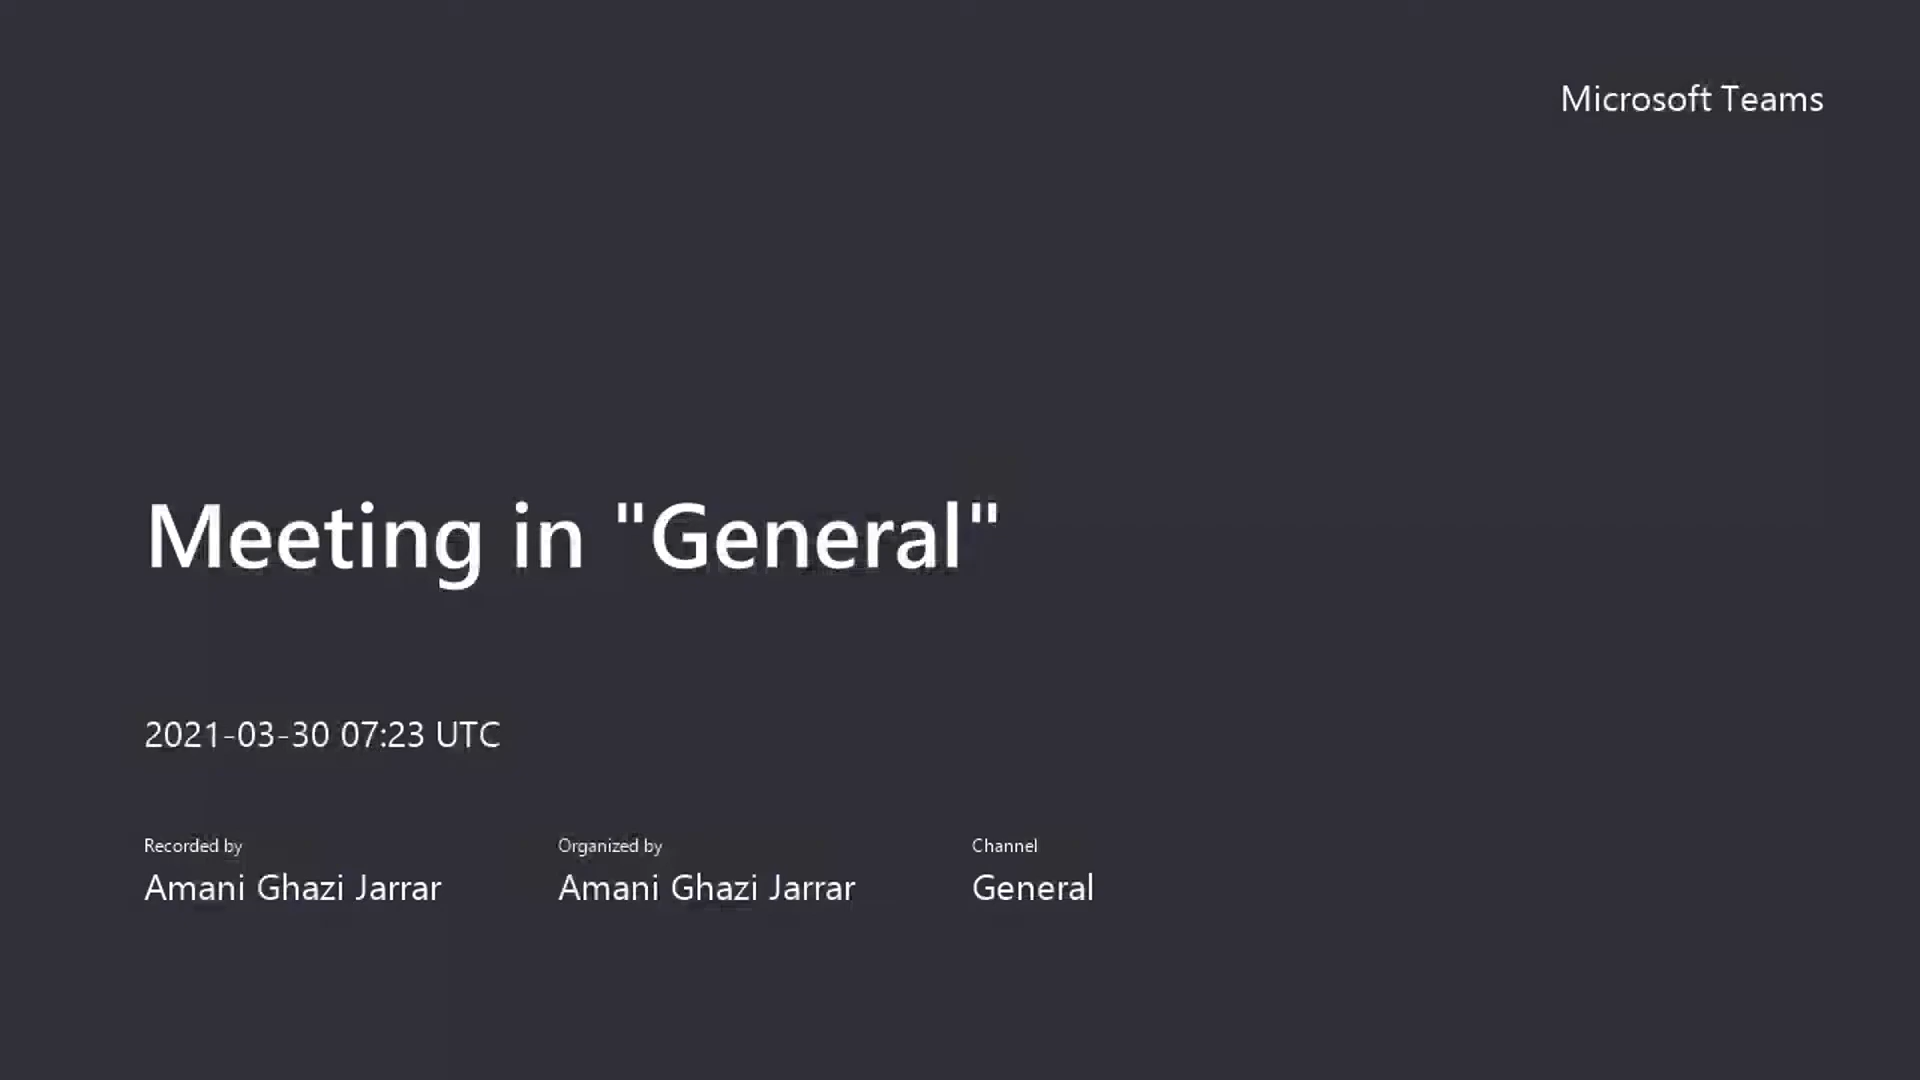 Microsoft Teams
Meeting in "General"
2021-03-30 07:23 UTC
Recorded by
Amani Ghazi Jarrar
Organized by
Amani Ghazi Jarrar
Channel
General